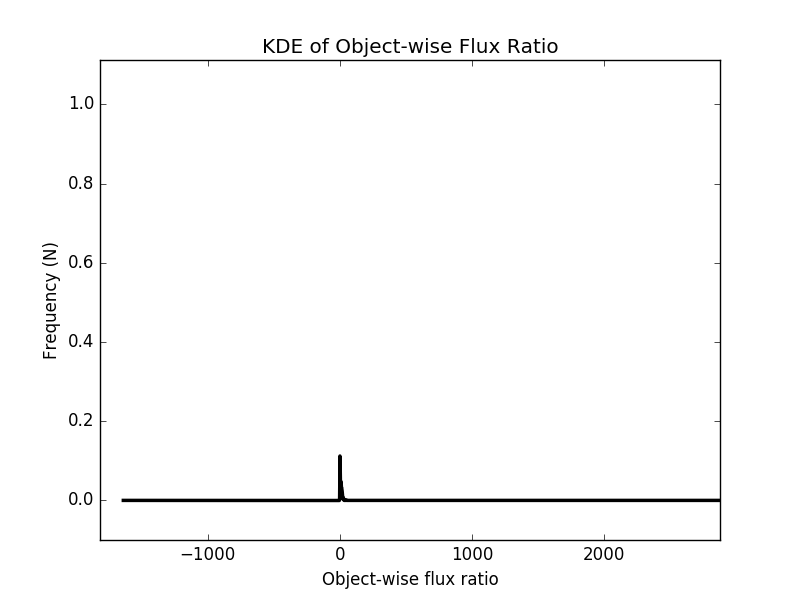 KDE of Object-wise Flux Ratio
1.0
0.8
0.6
0.4
0.2
0.0
Frequency (N)
−1000 0 1000 2000
Object-wise flux ratio